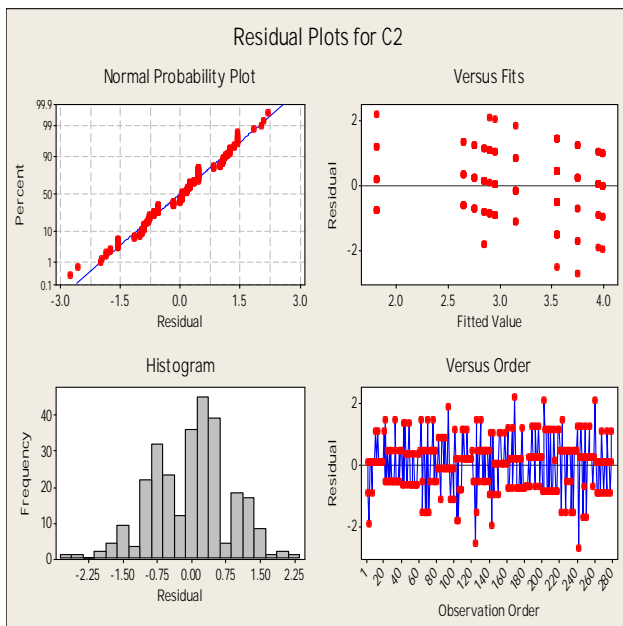 Residual Plots for C2
Normal Probability Plot
99.9
99
90
50
10
1
0.1
Percent
-3.0 -1.5 0.0 1.5 3.0
Residual
Versus Fits
2
0
-2
Residual
2.0 2.5 3.0 3.5 4.0
Fitted Value
Histogram
40
30
20
10
0
Frequency
-2.25 -1.50 -0.75 0.00 0.75 1.50 2.25
Residual
Versus Order
2
0
-2
Residual
1 20 40 60 80 100 120 140 160 180 200 220 240 260 280
Observation Order